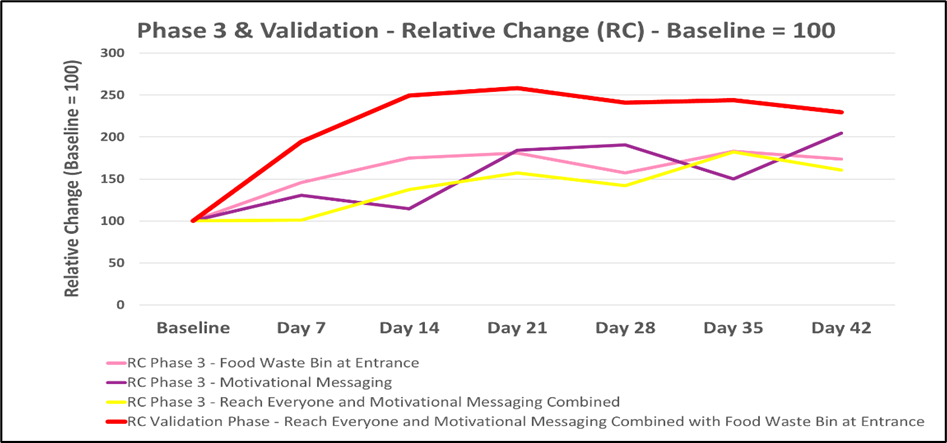 Phase 3 & Validation - Relative Change (RC) - Baseline = 100
Relative Change (Baseline = 100)
300
250
200
150
100
50
0
Baseline Day 7 Day 14 Day 21 Day 28 Day 35 Day 42
RC Phase 3 - Food Waste Bin at Entrance
RC Phase 3 - Motivational Messaging
RC Phase 3 - Reach Everyone and Motivational Messaging Combined
RC Validation Phase - Reach Everyone and Motivational Messaging Combined with Food Waste Bin at Entrance